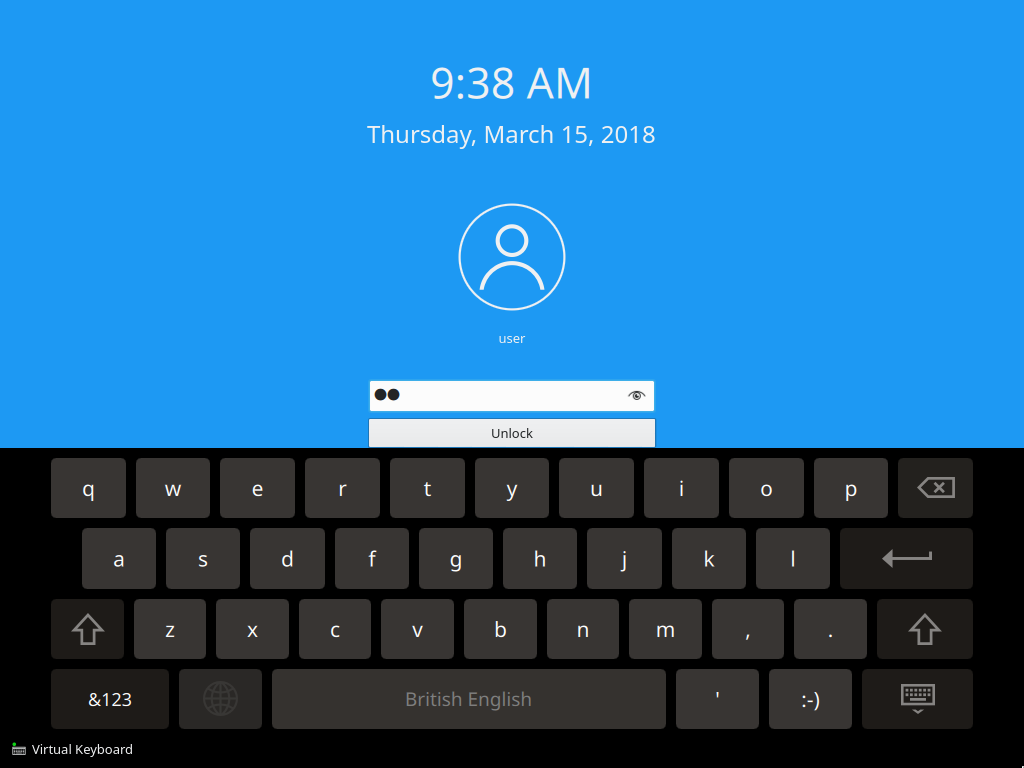 9:38 AM
Thursday, March 15, 2018
user
●●
Unlock
q w e r t y u i o p
a s d f g h j k l
z x c v b n m , .
&123 British English ' :-)
Virtual Keyboard